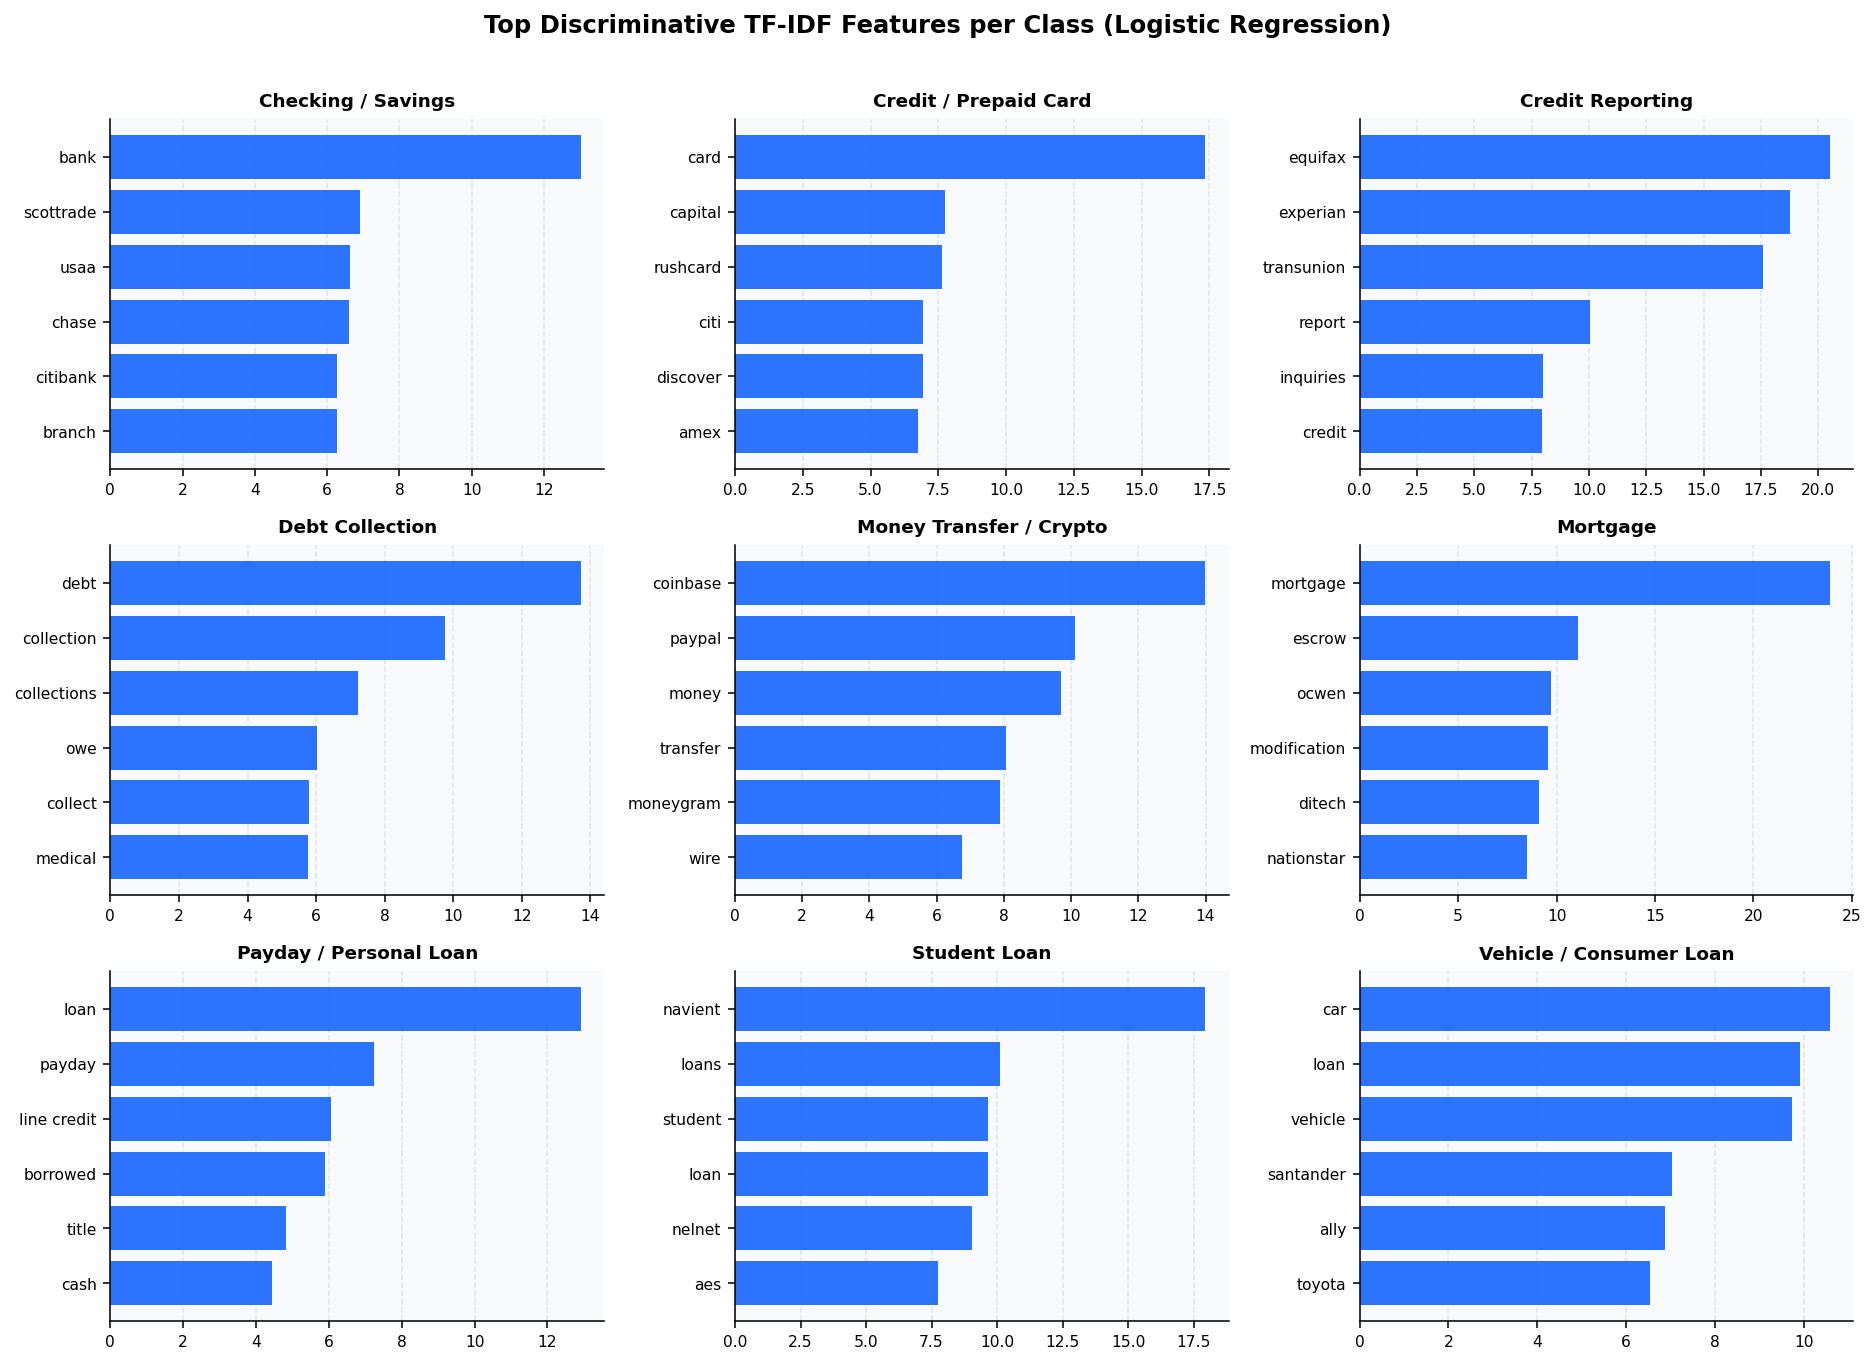 Top Discriminative TF-IDF Features per Class (Logistic Regression)
Checking / Savings
bank
scottrade
usaa
chase
citibank
branch
0 2 4 6 8 10 12
Credit / Prepaid Card
card
capital
rushcard
citi
discover
amex
0.0 2.5 5.0 7.5 10.0 12.5 15.0 17.5
Credit Reporting
equifax
experian
transunion
report
inquiries
credit
0.0 2.5 5.0 7.5 10.0 12.5 15.0 17.5 20.0
Debt Collection
debt
collection
collections
owe
collect
medical
0 2 4 6 8 10 12 14
Money Transfer / Crypto
coinbase
paypal
money
transfer
moneygram
wire
0 2 4 6 8 10 12 14
Mortgage
mortgage
escrow
ocwen
modification
ditech
nationstar
0 5 10 15 20 25
Payday / Personal Loan
loan
payday
line credit
borrowed
title
cash
0 2 4 6 8 10 12
Student Loan
navient
loans
student
loan
nelnet
aes
0.0 2.5 5.0 7.5 10.0 12.5 15.0 17.5
Vehicle / Consumer Loan
car
loan
vehicle
santander
ally
toyota
0 2 4 6 8 10